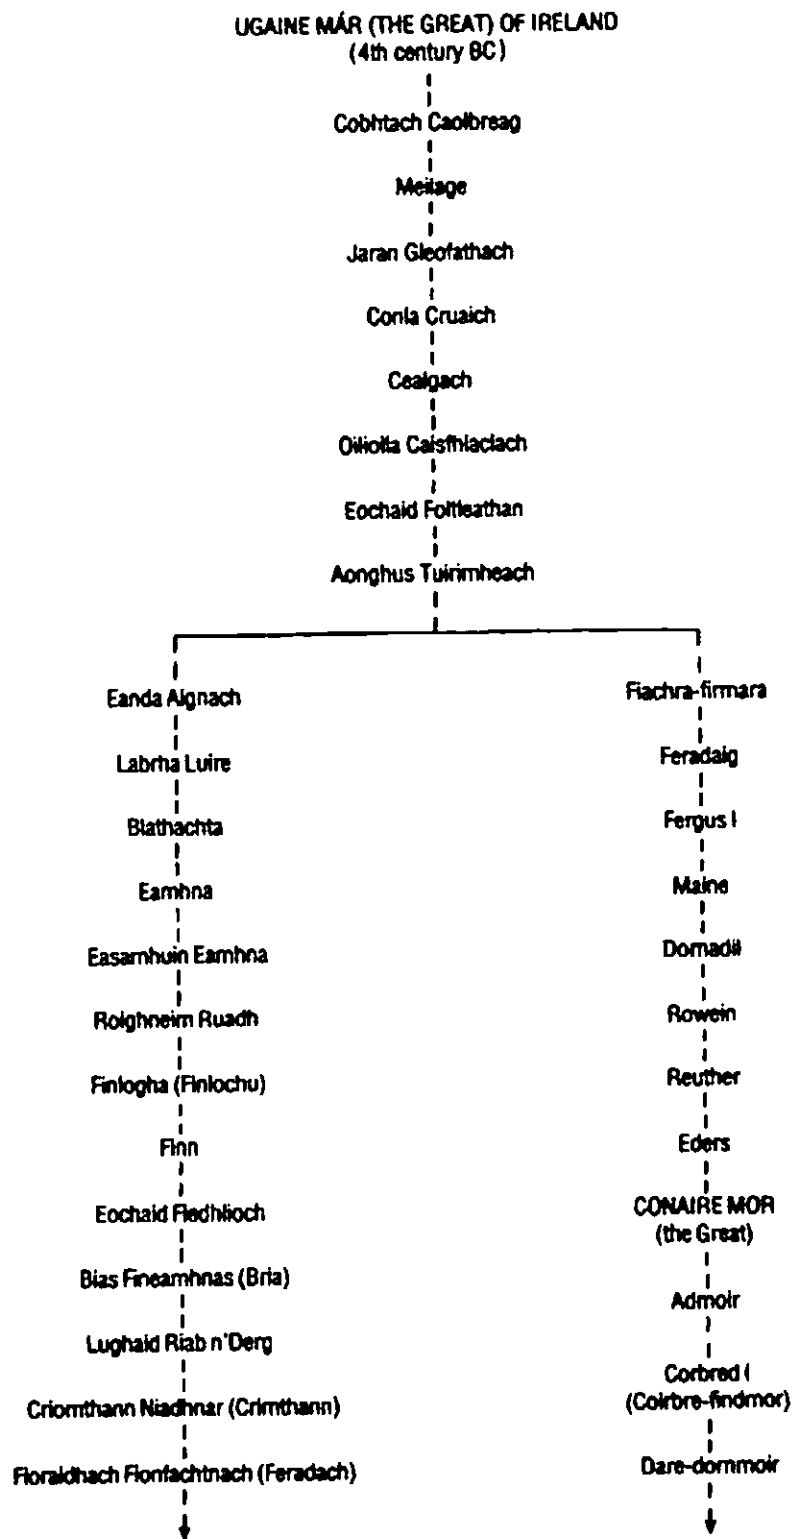 UGAINE MÁR (THE GREAT) OF IRELAND
(4th century BC)
Cobhtach Caolbreag
Meilage
Jaran Gleofathach
Conla Cruaich
Cealgach
Oiliolla Caisfhiaclach
Eochaid Foltleathan
Aonghus Tuirimheach
Eanda Aignach
Labrha Luire
Blathachta
Eamhna
Easamhuin Eamhna
Roighneim Ruadh
Finlogha (Finlochu)
Finn
Eochaid Fiedhlioch
Bias Fineamhnas (Bria)
Lughaid Riab n'Derg
Criomthann Niadhnar (Crimthann)
Fioraidhach Fionfachtnach (Feradach)
Fiachra-firmara
Feradaig
Fergus I
Maine
Dornadil
Rowein
Reuther
Eders
CONAIRE MOR
(the Great)
Admoir
Corbred I
(Coirbre-findmor)
Dare-dornmoir